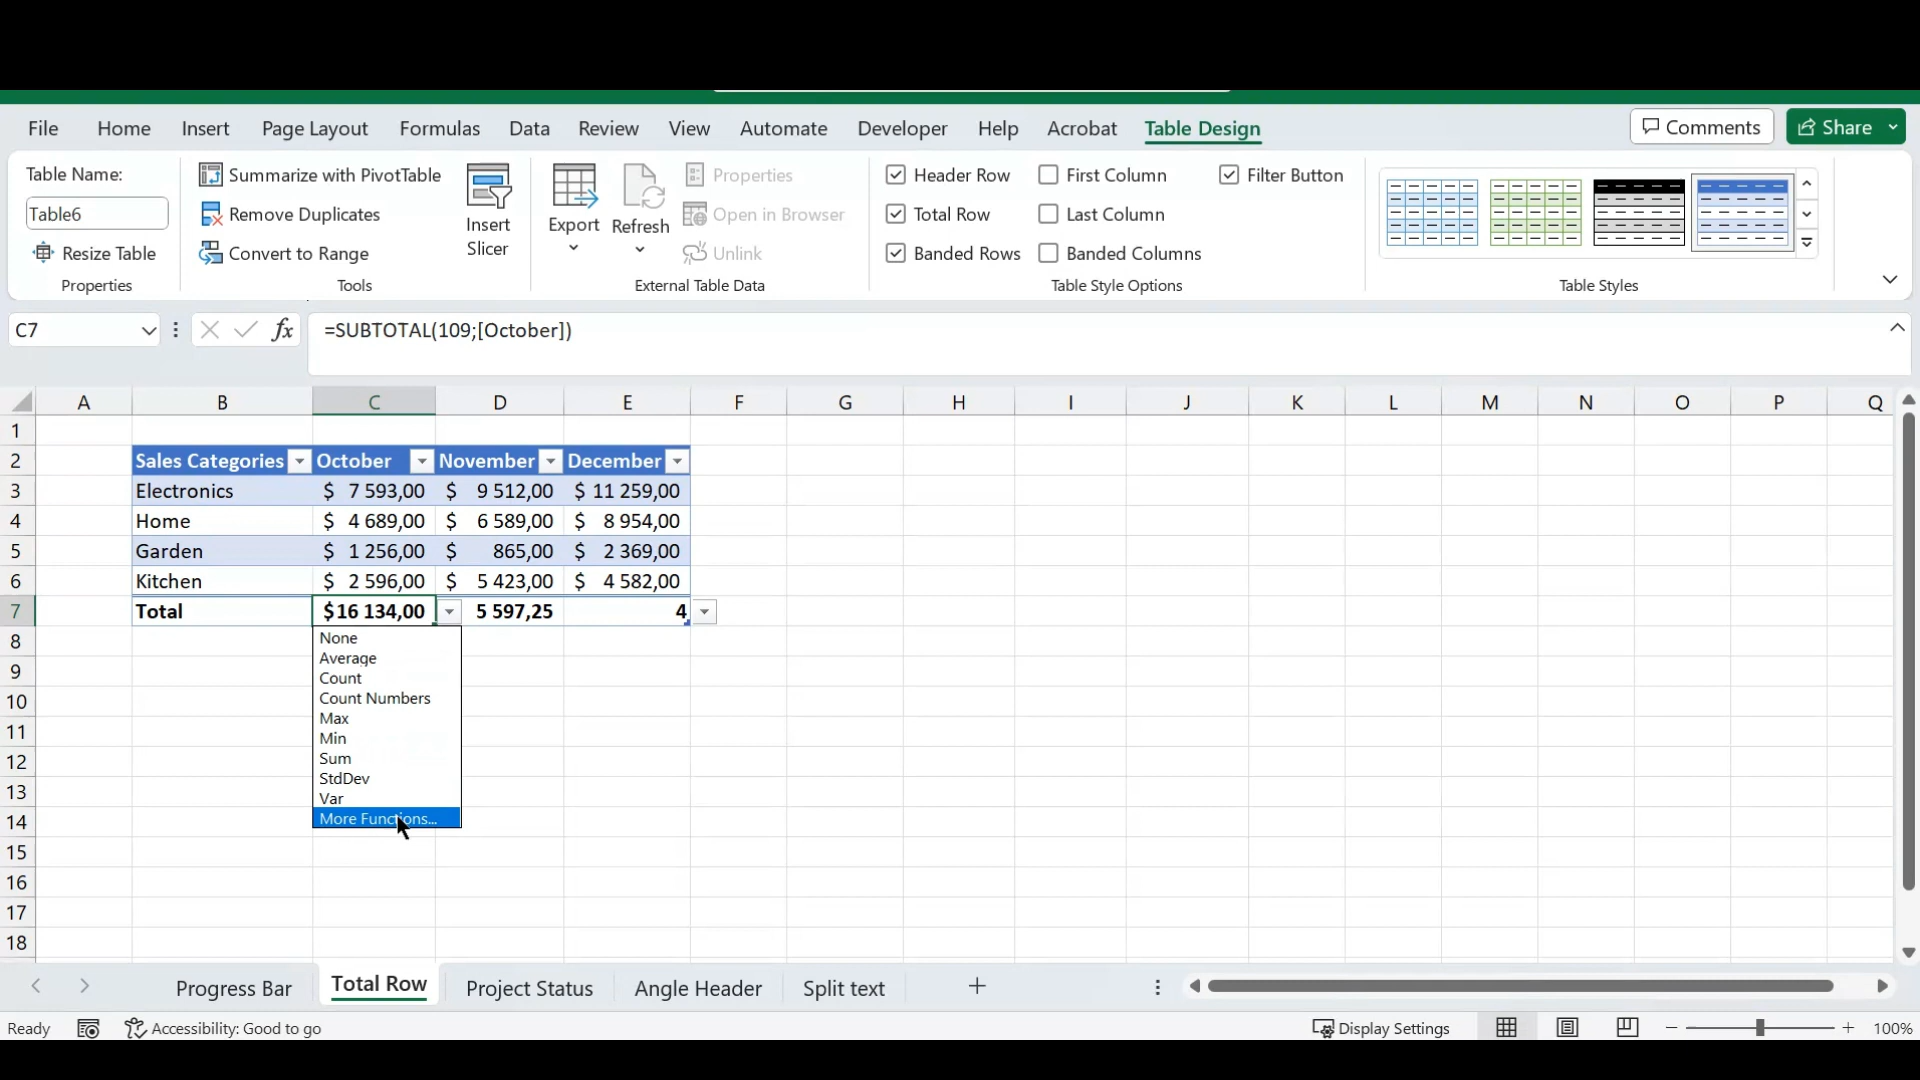 File Home Insert Page Layout Formulas Data Review View Automate Developer Help Acrobat Table Design Comments Share
Table Name:
Table6
Resize Table
Properties
Summarize with PivotTable
Remove Duplicates
Convert to Range
Tools
Insert
Slicer
Export
Refresh
Properties
Open in Browser
Unlink
External Table Data
Header Row First Column Filter Button
Total Row Last Column
Banded Rows Banded Columns
Table Style Options
Table Styles
C7 fx =SUBTOTAL(109;[October])
A B C D E F G H I J K L M N O P Q
1
2 Sales Categories October November December
3 Electronics $ 7 593,00 $ 9 512,00 $ 11 259,00
4 Home $ 4 689,00 $ 6 589,00 $ 8 954,00
5 Garden $ 1 256,00 $ 865,00 $ 2 369,00
6 Kitchen $ 2 596,00 $ 5 423,00 $ 4 582,00
7 Total $16 134,00 5 597,25 4
None
Average
Count
Count Numbers
Max
Min
Sum
StdDev
Var
More Functions...
8
9
10
11
12
13
14
15
16
17
18
Progress Bar Total Row Project Status Angle Header Split text
Ready Accessibility: Good to go Display Settings 100%